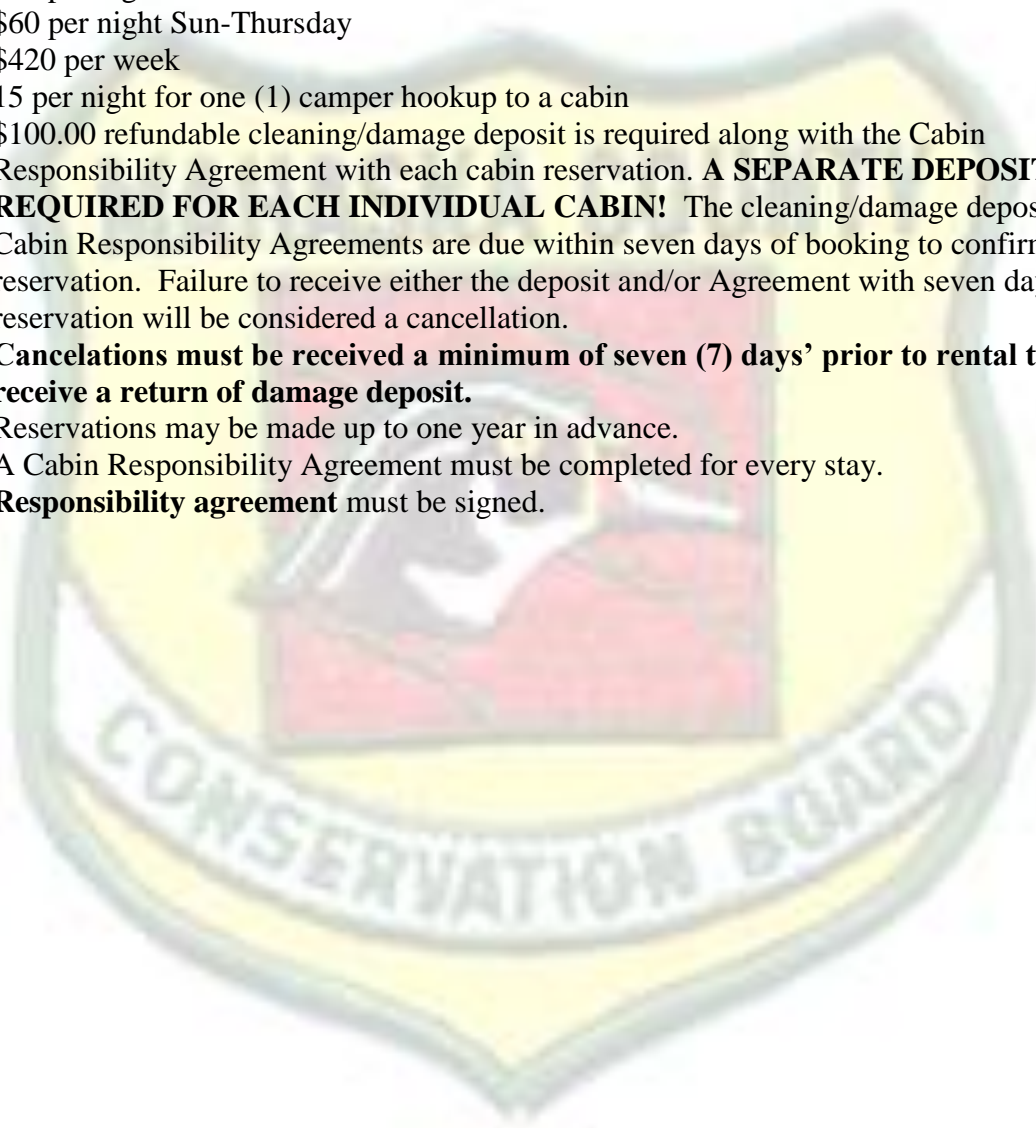 $60 per night Sun-Thursday
$420 per week
15 per night for one (1) camper hookup to a cabin
$100.00 refundable cleaning/damage deposit is required along with the Cabin
Responsibility Agreement with each cabin reservation. A SEPARATE DEPOSIT
REQUIRED FOR EACH INDIVIDUAL CABIN! The cleaning/damage depos
Cabin Responsibility Agreements are due within seven days of booking to confirm
reservation. Failure to receive either the deposit and/or Agreement with seven da
reservation will be considered a cancellation.
Cancelations must be received a minimum of seven (7) days’ prior to rental t
receive a return of damage deposit.
Reservations may be made up to one year in advance.
A Cabin Responsibility Agreement must be completed for every stay.
Responsibility agreement must be signed.
CONSERVATION BOARD